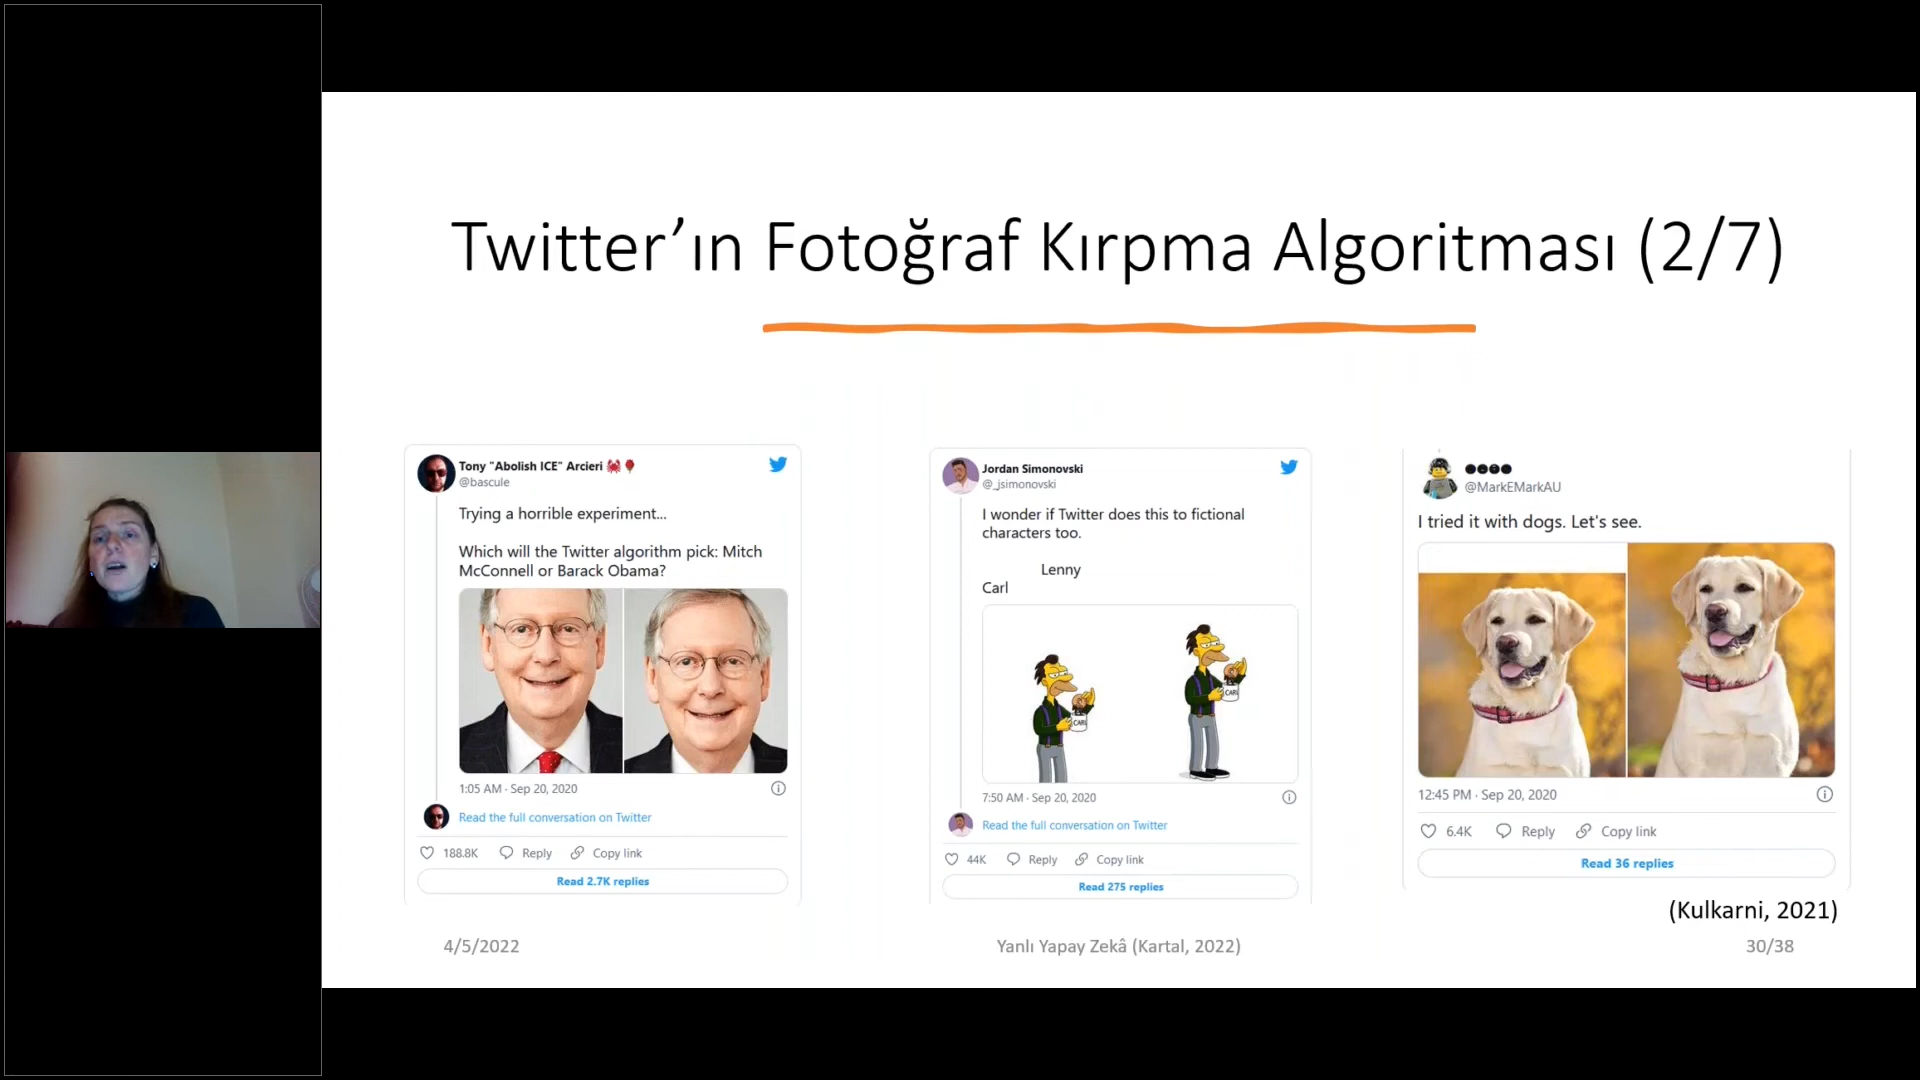 Twitter’ın Fotoğraf Kırpma Algoritması (2/7)
Tony "Abolish ICE" Arcieri 🦀🎈
@bascule
Trying a horrible experiment...
Which will the Twitter algorithm pick: Mitch
McConnell or Barack Obama?
1:05 AM · Sep 20, 2020
Read the full conversation on Twitter
188.8K Reply Copy link
Read 2.7K replies
Jordan Simonovski
@_jsimonovski
I wonder if Twitter does this to fictional
characters too.
Lenny
Carl
CARL
CARL
7:50 AM · Sep 20, 2020
Read the full conversation on Twitter
44K Reply Copy link
Read 275 replies
@MarkEMarkAU
I tried it with dogs. Let's see.
12:45 PM · Sep 20, 2020
6.4K Reply Copy link
Read 36 replies
(Kulkarni, 2021)
4/5/2022
Yanlı Yapay Zekâ (Kartal, 2022)
30/38